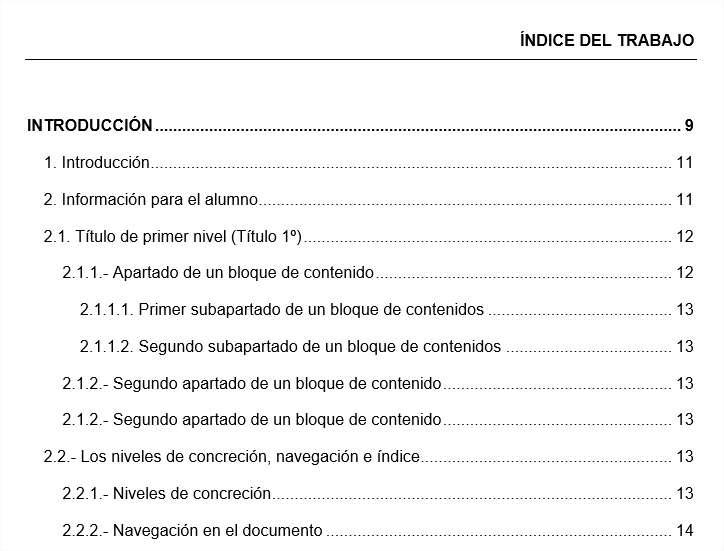 ÍNDICE DEL TRABAJO
INTRODUCCIÓN ........................................ 9
1. Introducción ........................................ 11
2. Información para el alumno ........................................ 11
2.1. Título de primer nivel (Título 1º) ........................................ 12
2.1.1.- Apartado de un bloque de contenido ........................................ 12
2.1.1.1. Primer subapartado de un bloque de contenidos ........................................ 13
2.1.1.2. Segundo subapartado de un bloque de contenidos ........................................ 13
2.1.2.- Segundo apartado de un bloque de contenido ........................................ 13
2.1.2.- Segundo apartado de un bloque de contenido ........................................ 13
2.2.- Los niveles de concreción, navegación e índice ........................................ 13
2.2.1.- Niveles de concreción ........................................ 13
2.2.2.- Navegación en el documento ........................................ 14